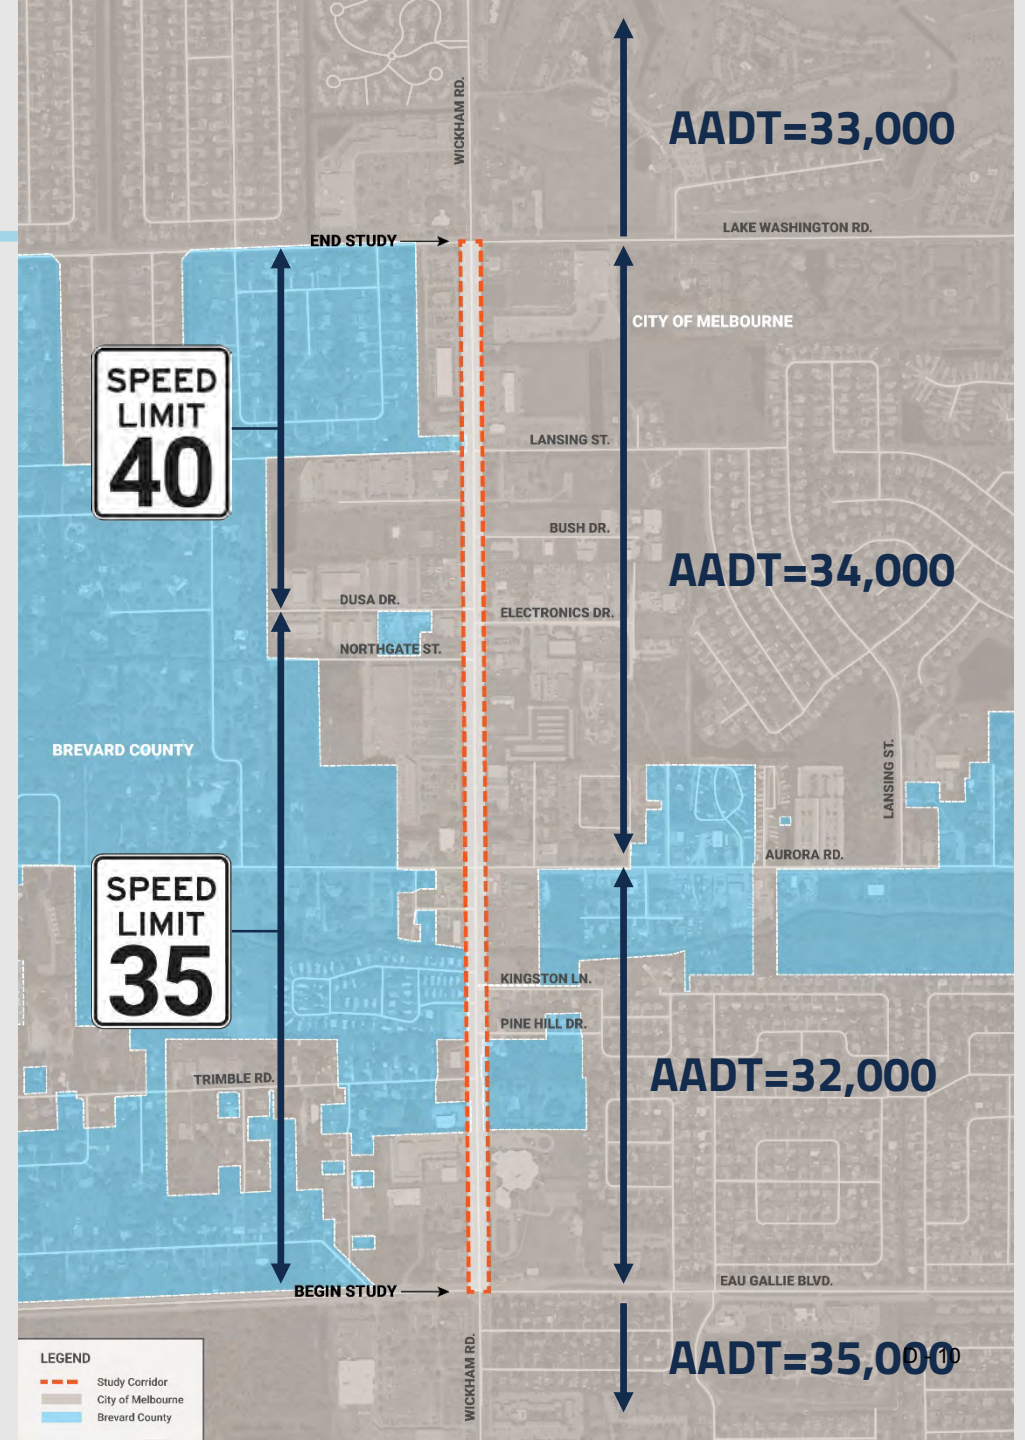 WICKHAM RD.
AADT=33,000
LAKE WASHINGTON RD.
END STUDY
CITY OF MELBOURNE
SPEED
LIMIT
40
LANSING ST.
BUSH DR.
AADT=34,000
DUSA DR.
ELECTRONICS DR.
NORTHGATE ST.
BREVARD COUNTY
LANSING ST.
AURORA RD.
SPEED
LIMIT
35
KINGSTON LN.
PINE HILL DR.
TRIMBLE RD.
AADT=32,000
EAU GALLIE BLVD.
BEGIN STUDY
WICKHAM RD.
AADT=35,000
D - 10
LEGEND
Study Corridor
City of Melbourne
Brevard County